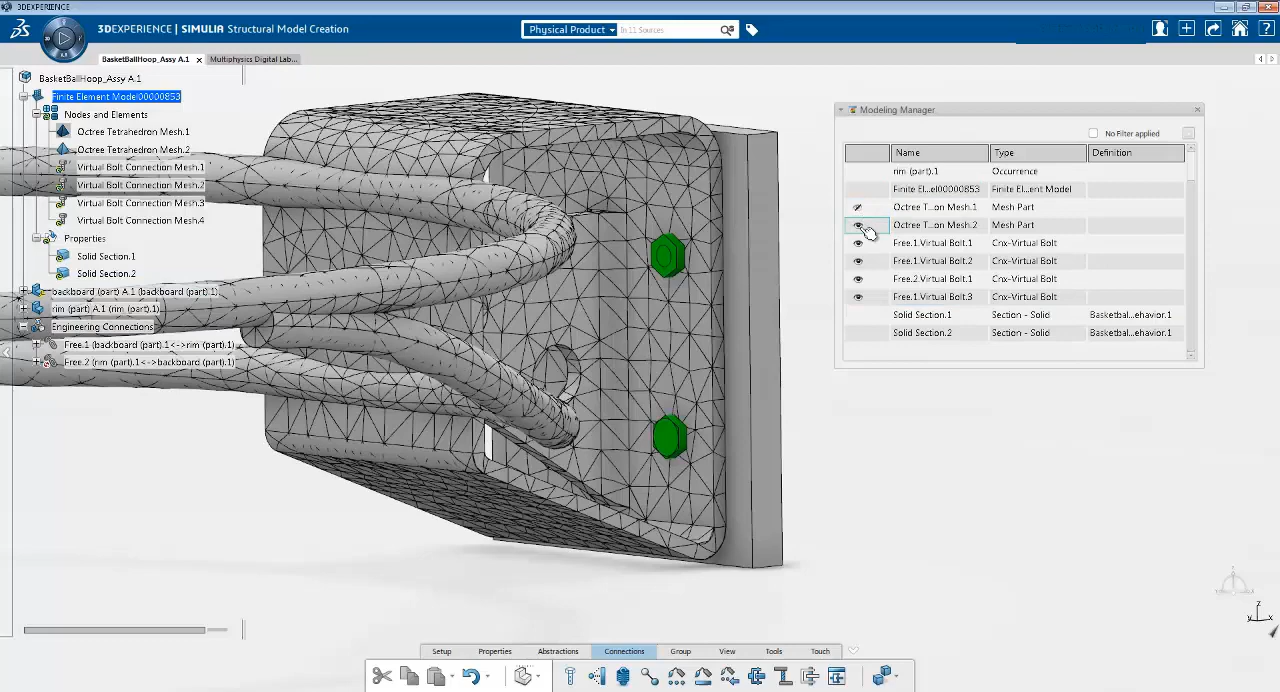 3DEXPERIENCE
3DEXPERIENCE | SIMULIA Structural Model Creation
Physical Product
In 11 Sources
BasketBallHoop_Assy A.1 x
Multiphysics Digital Lab...
BasketBallHoop_Assy A.1
Finite Element Model00000853
Nodes and Element
Octree Tetrahedron Mesh.1
Octree Tetrahedron Mesh.2
Virtual Bolt Connection Mesh.1
Virtual Bolt Connection Mesh.2
Virtual Bolt Connection Mesh.3
Virtual Bolt Connection Mesh.4
Properties
Solid Section.1
Solid Section.2
backboard (part) A.1 (backboard (part).1)
rim (part) A.1 (rim (part).1)
Engineering Connections
Free.1 (backboard (part).1<->rim (part).1)
Free.2 (rim (part).1<->backboard (part).1)
Modeling Manager
No Filter applied
Name Type Definition
rim (part).1 Occurrence
Finite El...el00000853 Finite El...ent Model
Octree T...on Mesh.1 Mesh Part
Octree T...on Mesh.2 Mesh Part
Free.1.Virtual Bolt.1 Cnx-Virtual Bolt
Free.1.Virtual Bolt.2 Cnx-Virtual Bolt
Free.2.Virtual Bolt.1 Cnx-Virtual Bolt
Free.1.Virtual Bolt.3 Cnx-Virtual Bolt
Solid Section.1 Section - Solid Basketbal...ehavior.1
Solid Section.2 Section - Solid Basketbal...ehavior.1
z
y x
Setup Properties Abstractions Connections Group View Tools Touch